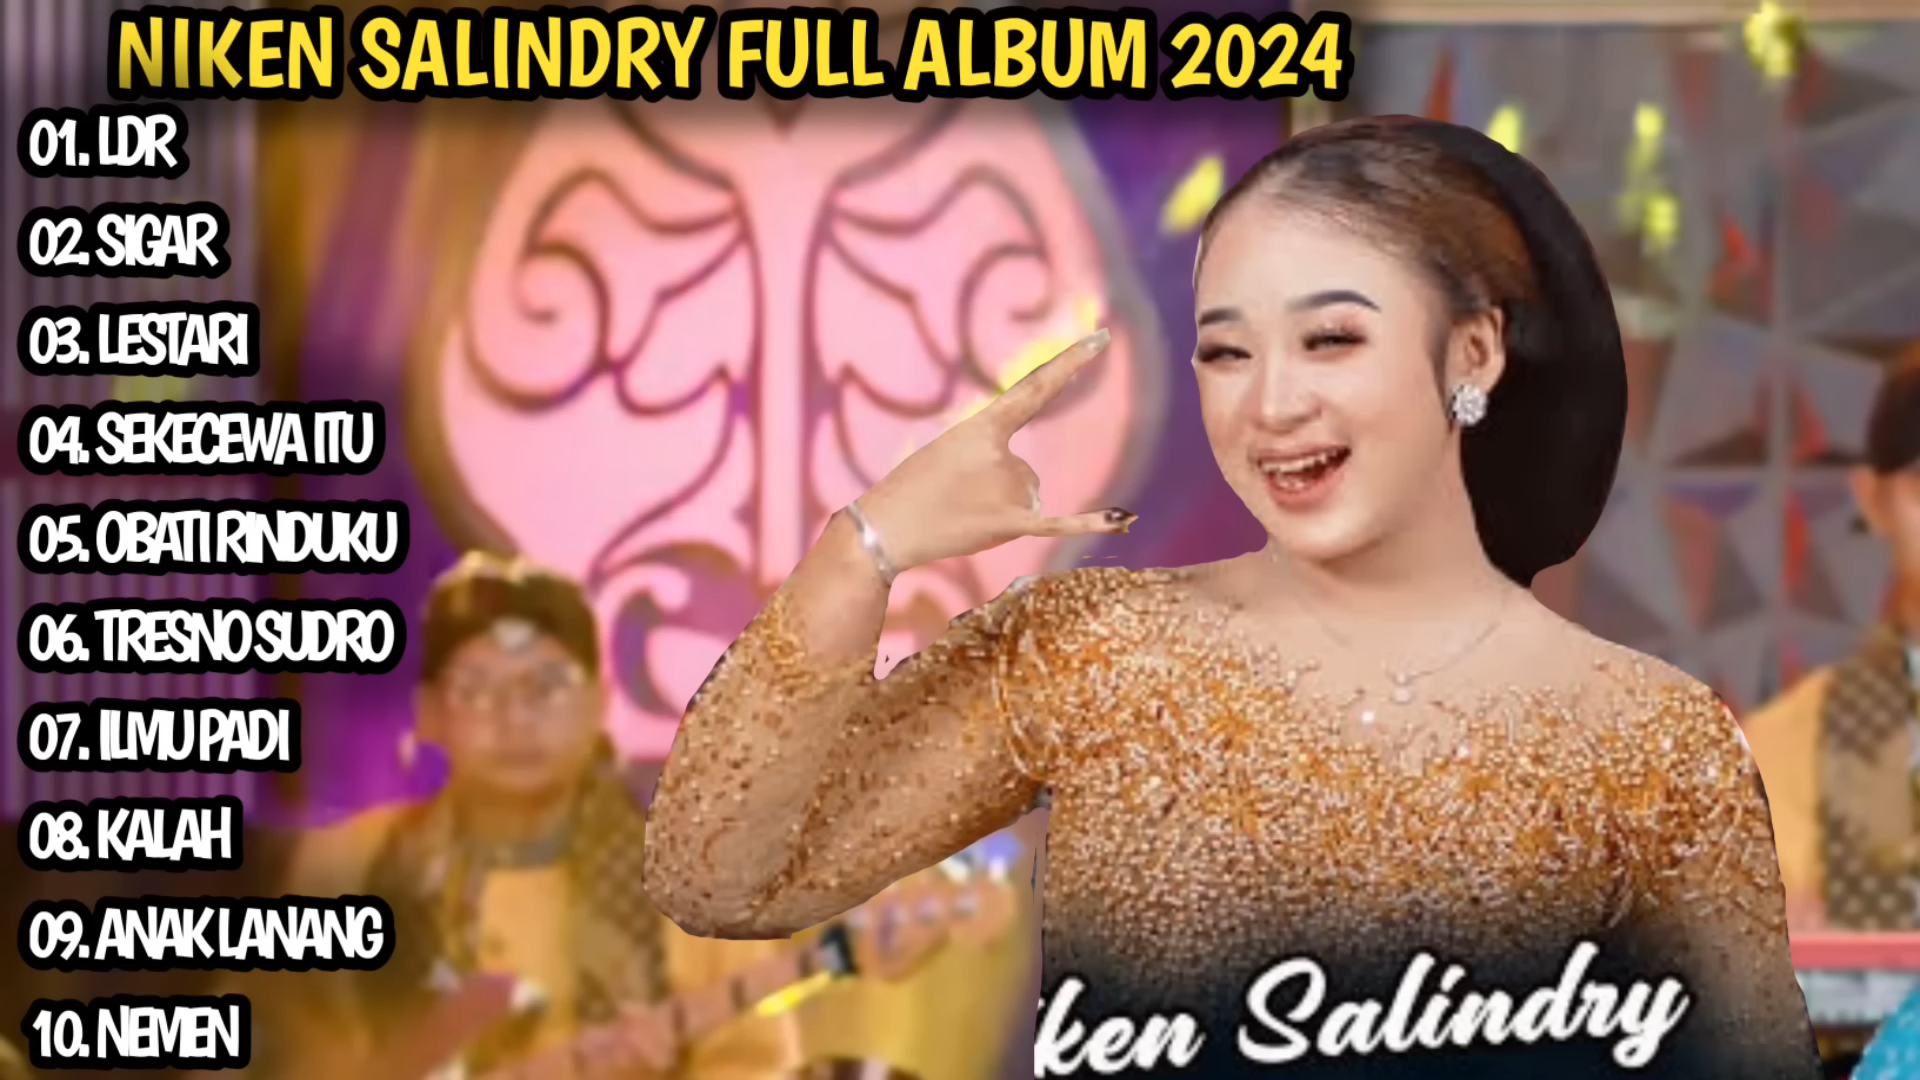 NIKEN SALINDRY FULL ALBUM 2024
01. LDR
02. SIGAR
03. LESTARI
04. SEKECEWA ITU
05. OBATI RINDUKU
06. TRESNO SUDRO
07. ILMU PADI
08. KALAH
09. ANAK LANANG
10. NEMEN
iken Salindry